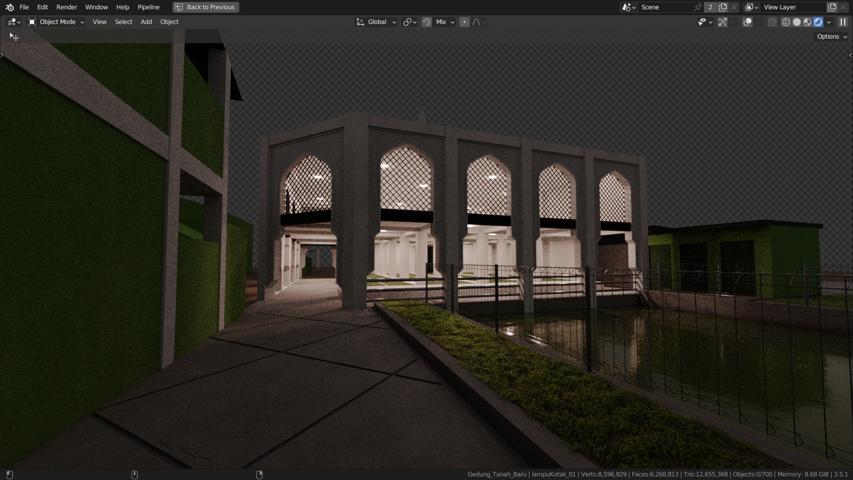 File Edit Render Window Help Pipeline Back to Previous Scene 2 View Layer
Object Mode View Select Add Object Global Mix
Options
Gedung_Tanah_Baru | lampuKotak_01 | Verts:8,596,929 | Faces:6,268,813 | Tris:12,655,368 | Objects:0/700 | Memory: 8.68 GiB | 3.5.1